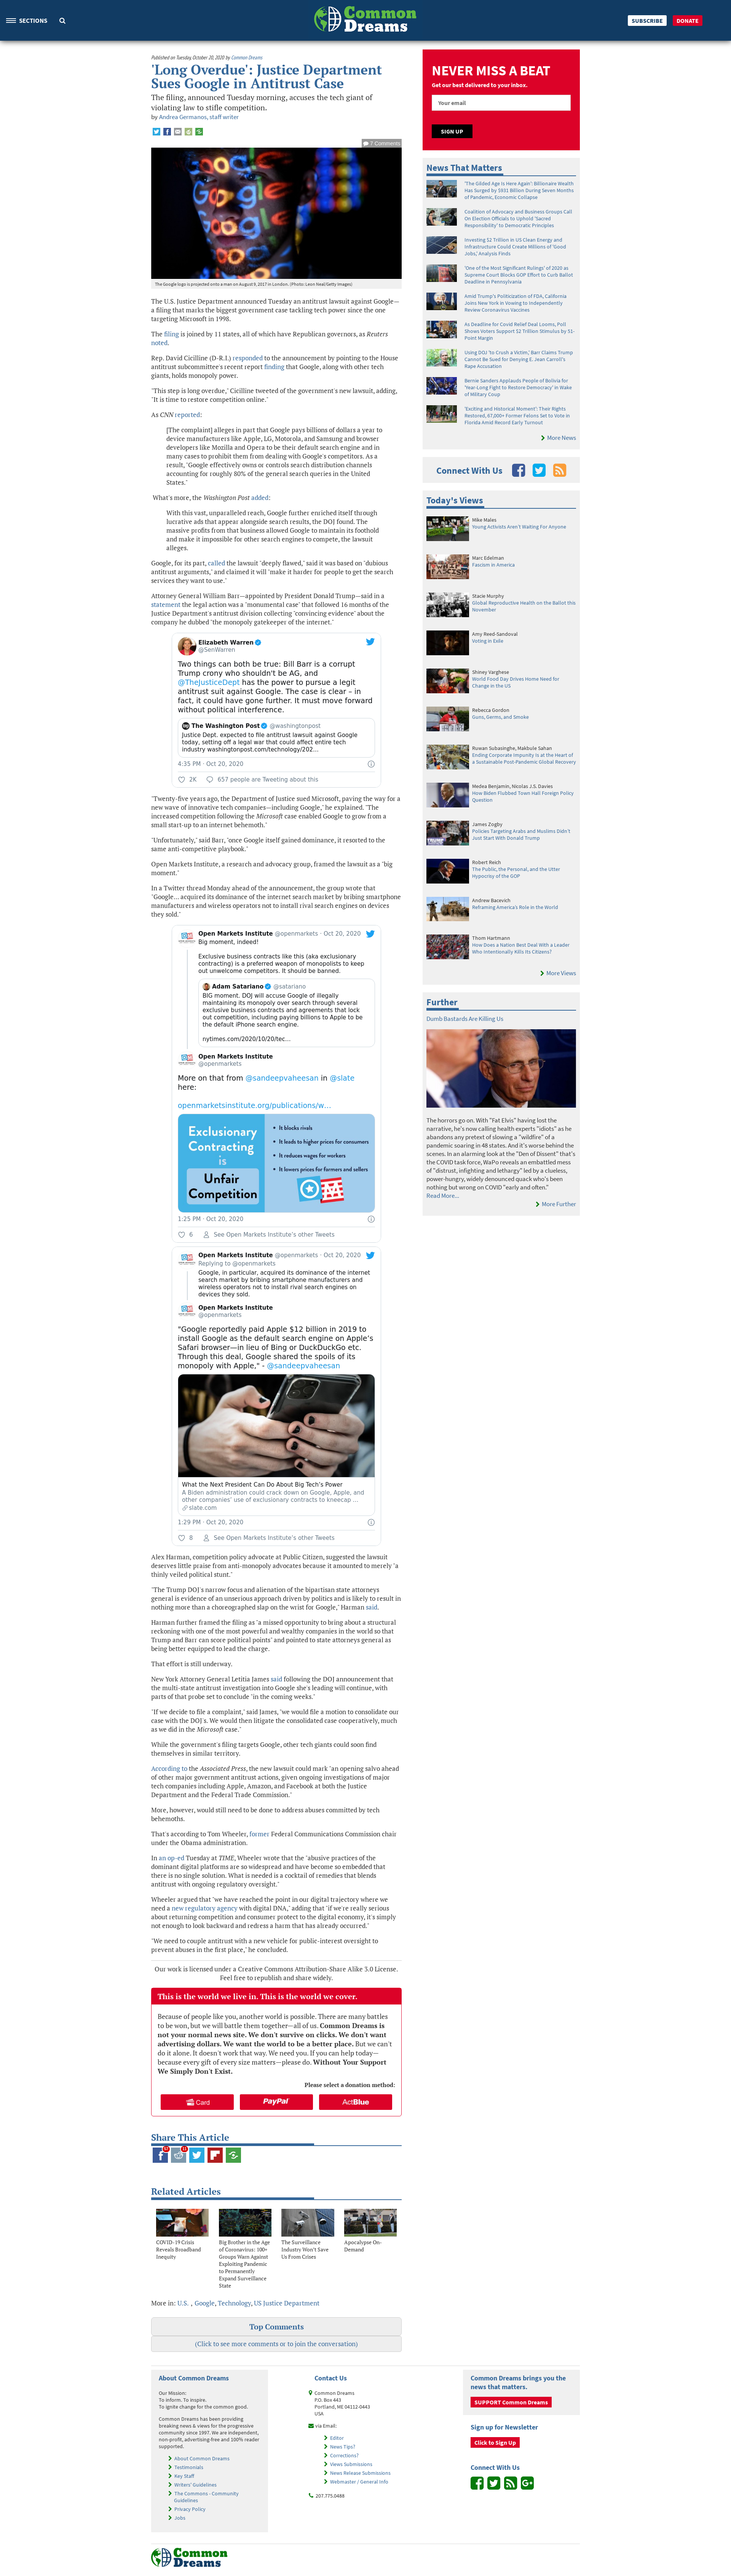 SECTIONS
Common Dreams
SUBSCRIBE
DONATE
Published on Tuesday, October 20, 2020 by Common Dreams
'Long Overdue': Justice Department
Sues Google in Antitrust Case
The filing, announced Tuesday morning, accuses the tech giant of
violating law to stifle competition.
by Andrea Germanos, staff writer
7 Comments
The Google logo is projected onto a man on August 9, 2017 in London. (Photo: Leon Neal/Getty Images)
The U.S. Justice Department announced Tuesday an antitrust lawsuit against Google—
a filing that marks the biggest government case targeting tech power since the one
targeting Microsoft in 1998.
The filing is joined by 11 states, all of which have Republican governors, as Reuters
noted.
Rep. David Cicilline (D-R.I.) responded to the announcement by pointing to the House
antitrust subcommittee's recent report finding that Google, along with other tech
giants, holds monopoly power.
"This step is long overdue," Cicilline tweeted of the government's new lawsuit, adding,
"It is time to restore competition online."
As CNN reported:
[The complaint] alleges in part that Google pays billions of dollars a year to
device manufacturers like Apple, LG, Motorola, and Samsung and browser
developers like Mozilla and Opera to be their default search engine and in
many cases to prohibit them from dealing with Google's competitors. As a
result, "Google effectively owns or controls search distribution channels
accounting for roughly 80% of the general search queries in the United
States."
What's more, the Washington Post added:
With this vast, unparalleled reach, Google further enriched itself through
lucrative ads that appear alongside search results, the DOJ found. The
massive profits from that business allowed Google to maintain its foothold
and make it impossible for other search engines to compete, the lawsuit
alleges.
Google, for its part, called the lawsuit "deeply flawed," said it was based on "dubious
antitrust arguments," and claimed it will "make it harder for people to get the search
services they want to use."
Attorney General William Barr—appointed by President Donald Trump—said in a
statement the legal action was a "monumental case" that followed 16 months of the
Justice Department of "collecting convincing evidence" about a
company he dubbed "the monopoly gatekeeper of the internet."
Elizabeth Warren
@SenWarren
Two things can both be true: Bill Barr is a corrupt
Trump crony who shouldn't be AG, and
@TheJusticeDept has the power to pursue a legit
antitrust suit against Google. The case is clear – in
fact, it could have gone further. It must move forward
without political interference.
The Washington Post @washingtonpost
Justice Dept. expected to file antitrust lawsuit against Google
today, setting off a legal war that could affect entire tech
industry washingtonpost.com/technology/202…
4:35 PM · Oct 20, 2020
2K 657 people are Tweeting about this
"Twenty-five years ago, the Department of Justice sued Microsoft, paving the way for a
new wave of innovative tech companies—including Google," he explained. "The
increased competition following the Microsoft case enabled Google to grow from a
small start-up to an internet behemoth."
"Unfortunately," said Barr, "once Google itself gained dominance, it resorted to the
same anti-competitive playbook."
Open Markets Institute, a research and advocacy group, framed the lawsuit as a "big
moment."
In a Twitter thread Monday ahead of the announcement, the group wrote that
"Google... acquired its dominance of the internet search market by bribing smartphone
manufacturers and wireless operators not to install rival search engines on devices
they sold."
Open Markets Institute @openmarkets · Oct 20, 2020
Big moment, indeed!
Exclusive business contracts like this (aka exclusionary
contracting) is a preferred weapon of monopolists to keep
out unwelcome competitors. It should be banned.
Adam Satariano @satariano
BIG moment. DOJ will accuse Google of illegally
maintaining its monopoly over search through several
exclusive business contracts and agreements that lock
out competition, including paying billions to Apple to be
the default iPhone search engine.
nytimes.com/2020/10/20/tec…
Open Markets Institute
@openmarkets
More on that from @sandeepvaheesan in @slate
here:
openmarketsinstitute.org/publications/w…
Exclusionary
Contracting
is
Unfair
Competition
• It blocks rivals
• It leads to higher prices for consumers
• It reduces wages for workers
• It lowers prices for farmers and sellers
1:25 PM · Oct 20, 2020
6 See Open Markets Institute's other Tweets
Open Markets Institute @openmarkets · Oct 20, 2020
Replying to @openmarkets
Google, in particular, acquired its dominance of the internet
search market by bribing smartphone manufacturers and
wireless operators not to install rival search engines on
devices they sold.
Open Markets Institute
@openmarkets
"Google reportedly paid Apple $12 billion in 2019 to
install Google as the default search engine on Apple's
Safari browser—in lieu of Bing or DuckDuckGo etc.
Through this deal, Google shared the spoils of its
monopoly with Apple," - @sandeepvaheesan
What the Next President Can Do About Big Tech's Power
A Biden administration could crack down on Google, Apple, and
other companies' use of exclusionary contracts to kneecap …
slate.com
1:29 PM · Oct 20, 2020
8 See Open Markets Institute's other Tweets
Alex Harman, competition policy advocate at Public Citizen, suggested the lawsuit
deserves little praise from anti-monopoly advocates because it amounted to merely "a
thinly veiled political stunt."
"The Trump DOJ's narrow focus and alienation of the bipartisan state attorneys
general is evidence of an unserious approach driven by politics and is likely to result in
nothing more than a choreographed slap on the wrist for Google," Harman said.
Harman further framed the filing as "a missed opportunity to bring about a structural
reckoning with one of the most powerful and wealthy companies in the world so that
Trump and Barr can score political points" and pointed to state attorneys general as
being better equipped to lead the charge.
That effort is still underway.
New York Attorney General Letitia James said following the DOJ announcement that
the multi-state antitrust investigation into Google she's leading will continue, with
parts of that probe set to conclude "in the coming weeks."
"If we decide to file a complaint," said James, "we would file a motion to consolidate our
case with the DOJ's. We would then litigate the consolidated case cooperatively, much
as we did in the Microsoft case."
While the government's filing targets Google, other tech giants could soon find
themselves in similar territory.
According to the Associated Press, the new lawsuit could mark "an opening salvo ahead
of other major government antitrust actions, given ongoing investigations of major
tech companies including Apple, Amazon, and Facebook at both the Justice
Department and the Federal Trade Commission."
More, however, would still need to be done to address abuses committed by tech
behemoths.
That's according to Tom Wheeler, former Federal Communications Commission chair
under the Obama administration.
In an op-ed Tuesday at TIME, Wheeler wrote that the "abusive practices of the
dominant digital platforms are so widespread and have become so embedded that
there is no single solution. What is needed is a cocktail of remedies that blends
antitrust with ongoing regulatory oversight."
Wheeler argued that "we have reached the point in our digital trajectory where we
need a new regulatory agency with digital DNA," adding that "if we're really serious
about returning competition and consumer protect to the digital economy, it's simply
not enough to look backward and redress a harm that has already occurred."
"We need to couple antitrust with a new vehicle for public-interest oversight to
prevent abuses in the first place," he concluded.
Our work is licensed under a Creative Commons Attribution-Share Alike 3.0 License.
Feel free to republish and share widely.
This is the world we live in. This is the world we cover.
Because of people like you, another world is possible. There are many battles
to be won, but we will battle them together—all of us. Common Dreams is
not your normal news site. We don't survive on clicks. We don't want
advertising dollars. We want the world to be a better place. But we can't
do it alone. It doesn't work that way. We need you. If you can help today—
because every gift of every size matters—please do. Without Your Support
We Simply Don't Exist.
Please select a donation method:
Card
PayPal
ActBlue
Share This Article
Related Articles
COVID-19 Crisis
Reveals Broadband
Inequity
Big Brother in the Age
of Coronavirus: 100+
Groups Warn Against
Exploiting Pandemic
to Permanently
Expand Surveillance
State
The Surveillance
Industry Won't Save
Us From Crises
Apocalypse On-
Demand
More in: U.S. , Google, Technology, US Justice Department
Top Comments
(Click to see more comments or to join the conversation)
NEVER MISS A BEAT
Get our best delivered to your inbox.
Your email
SIGN UP
News That Matters
'The Gilded Age Is Here Again': Billionaire Wealth
Has Surged by $931 Billion During Seven Months
of Pandemic, Economic Collapse
Coalition of Advocacy and Business Groups Call
On Election Officials to Uphold 'Sacred
Responsibility' to Democratic Principles
Investing $2 Trillion in US Clean Energy and
Infrastructure Could Create Millions of 'Good
Jobs,' Analysis Finds
'One of the Most Significant Rulings' of 2020 as
Supreme Court Blocks GOP Effort to Curb Ballot
Deadline in Pennsylvania
Amid Trump's Politicization of FDA, California
Joins New York in Vowing to Independently
Review Coronavirus Vaccines
As Deadline for Covid Relief Deal Looms, Poll
Shows Voters Support $2 Trillion Stimulus by 51-
Point Margin
Using DOJ 'to Crush a Victim,' Barr Claims Trump
Cannot Be Sued for Denying E. Jean Carroll's
Rape Accusation
Bernie Sanders Applauds People of Bolivia for
'Year-Long Fight to Restore Democracy' in Wake
of Military Coup
'Exciting and Historical Moment': Their Rights
Restored, 67,000+ Former Felons Set to Vote in
Florida Amid Record Early Turnout
More News
Connect With Us
Today's Views
Mike Males
Young Activists Aren't Waiting For Anyone
Marc Edelman
Fascism in America
Stacie Murphy
Global Reproductive Health on the Ballot this
November
Amy Reed-Sandoval
Voting in Exile
Shiney Varghese
World Food Day Drives Home Need for
Change in the US
Rebecca Gordon
Guns, Germs, and Smoke
Ruwan Subasinghe, Makbule Sahan
Ending Corporate Impunity Is at the Heart of
a Sustainable Post-Pandemic Global Recovery
Medea Benjamin, Nicolas J.S. Davies
How Biden Flubbed Town Hall Foreign Policy
Question
James Zogby
Policies Targeting Arabs and Muslims Didn't
Just Start With Donald Trump
Robert Reich
The Public, the Personal, and the Utter
Hypocrisy of the GOP
Andrew Bacevich
Reframing America's Role in the World
Thom Hartmann
How Does a Nation Best Deal With a Leader
Who Intentionally Kills Its Citizens?
More Views
Further
Dumb Bastards Are Killing Us
The horrors go on. With "Fat Elvis" having lost the
narrative, he's now calling health experts "idiots" as he
abandons any pretext of slowing a "wildfire" of a
pandemic soaring in 48 states. And it's worse behind the
scenes. In an alarming look at the "Den of Dissent" that's
the COVID task force, WaPo reveals an embattled mess
of "distrust, infighting and lethargy" led by a clueless,
power-hungry, widely denounced quack who's been
nothing but wrong on COVID "early and often."
Read More...
More Further
About Common Dreams
Our Mission:
To inform. To inspire.
To ignite change for the common good.
Common Dreams has been providing
breaking news & views for the progressive
community since 1997. We are independent,
non-profit, advertising-free and 100% reader
supported.
About Common Dreams
Testimonials
Key Staff
Writers' Guidelines
The Commons - Community
Guidelines
Privacy Policy
Jobs
Contact Us
Common Dreams
P.O. Box 443
Portland, ME 04112-0443
USA
via Email:
Editor
News Tips?
Corrections?
Views Submissions
News Release Submissions
Webmaster / General Info
207.775.0488
Common Dreams brings you the
news that matters.
SUPPORT Common Dreams
Sign up for Newsletter
Click to Sign Up
Connect With Us
Common
Dreams